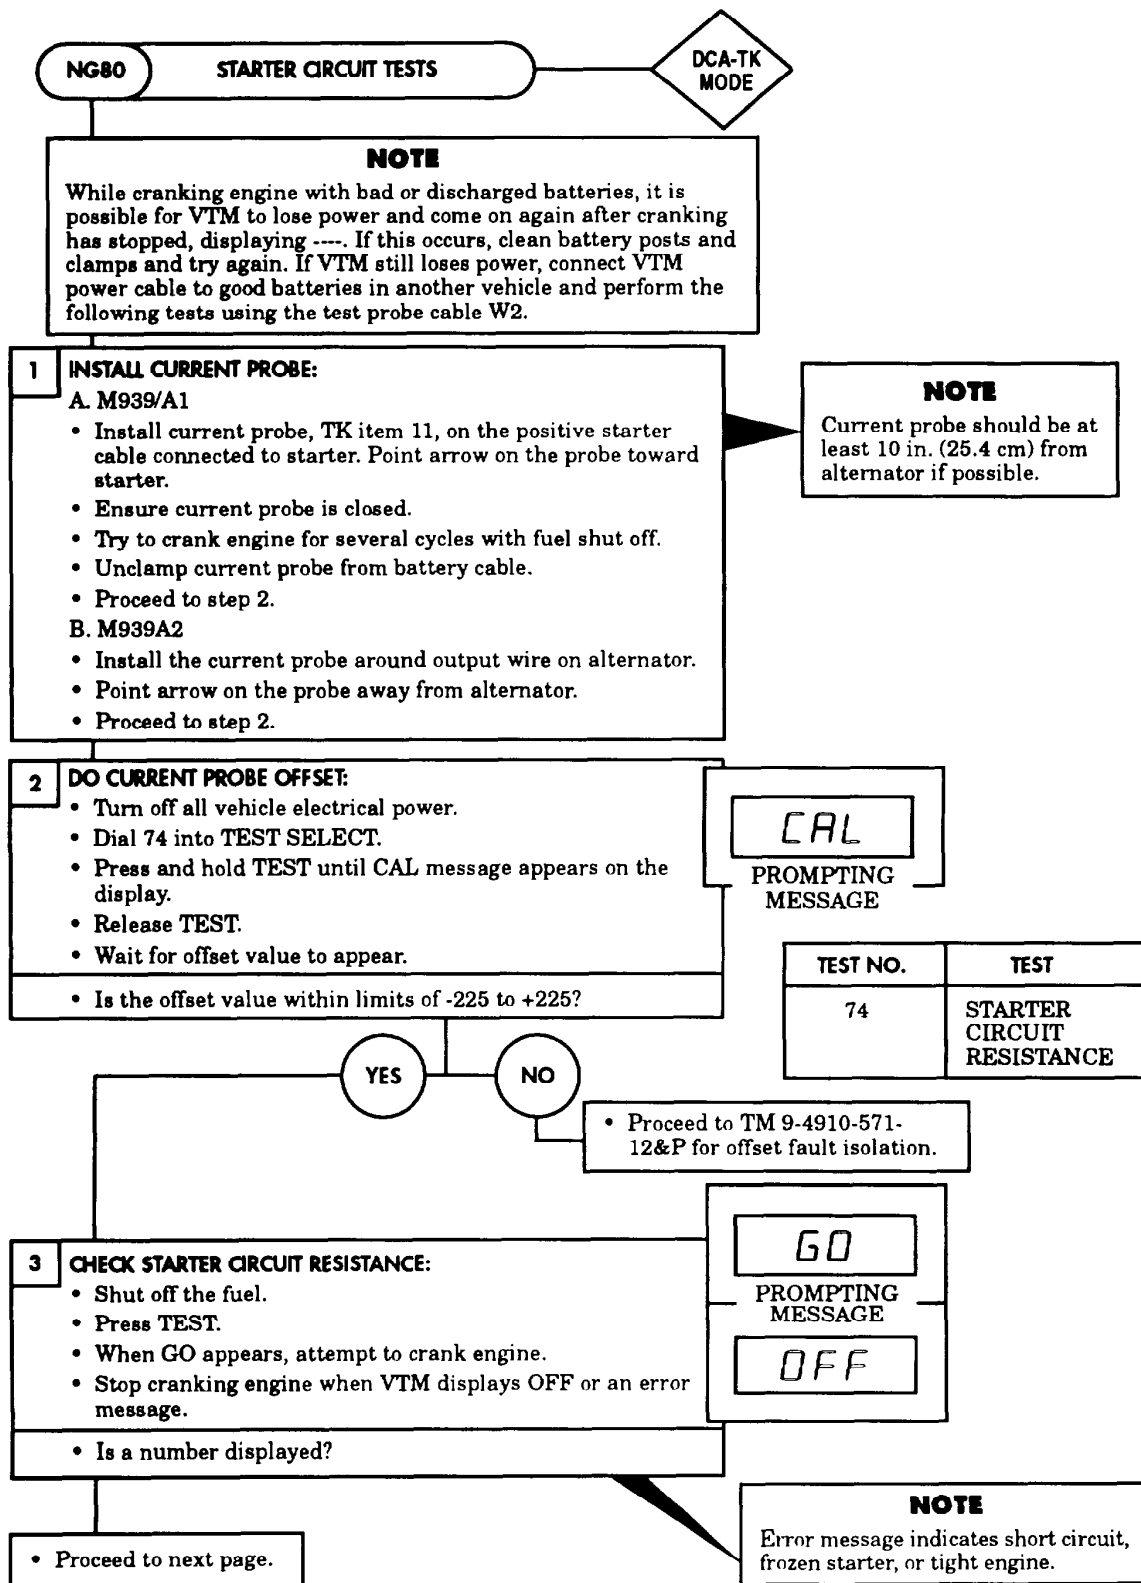 NG80
STARTER CIRCUIT TESTS
DCA-TK
MODE
NOTE
While cranking engine with bad or discharged batteries, it is
possible for VTM to lose power and come on again after cranking
has stopped, displaying ----. If this occurs, clean battery posts and
clamps and try again. If VTM still loses power, connect VTM
power cable to good batteries in another vehicle and perform the
following tests using the test probe cable W2.
1 INSTALL CURRENT PROBE:
A. M939/A1
• Install current probe, TK item 11, on the positive starter
cable connected to starter. Point arrow on the probe toward
starter.
• Ensure current probe is closed.
• Try to crank engine for several cycles with fuel shut off.
• Unclamp current probe from battery cable.
• Proceed to step 2.
B. M939A2
• Install the current probe around output wire on alternator.
• Point arrow on the probe away from alternator.
• Proceed to step 2.
NOTE
Current probe should be at
least 10 in. (25.4 cm) from
alternator if possible.
2 DO CURRENT PROBE OFFSET:
• Turn off all vehicle electrical power.
• Dial 74 into TEST SELECT.
• Press and hold TEST until CAL message appears on the
display.
• Release TEST.
• Wait for offset value to appear.
• Is the offset value within limits of -225 to +225?
CAL
PROMPTING
MESSAGE
TEST NO. TEST
74 STARTER
CIRCUIT
RESISTANCE
YES
NO
• Proceed to TM 9-4910-571-
12&P for offset fault isolation.
3 CHECK STARTER CIRCUIT RESISTANCE:
• Shut off the fuel.
• Press TEST.
• When GO appears, attempt to crank engine.
• Stop cranking engine when VTM displays OFF or an error
message.
• Is a number displayed?
GO
PROMPTING
MESSAGE
OFF
NOTE
Error message indicates short circuit,
frozen starter, or tight engine.
• Proceed to next page.